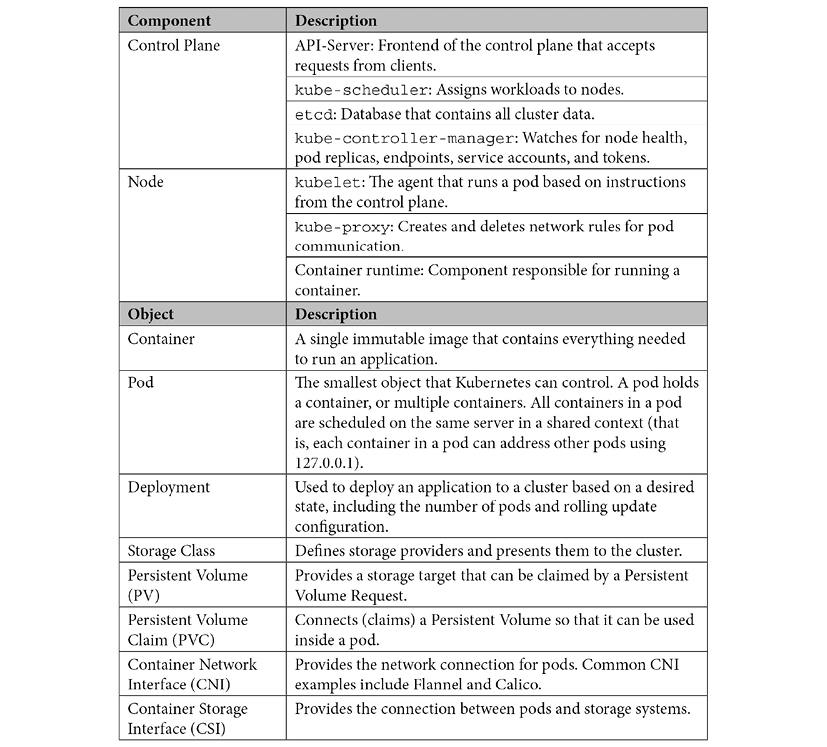 Component Description
Control Plane API-Server: Frontend of the control plane that accepts
requests from clients.
kube-scheduler: Assigns workloads to nodes.
etcd: Database that contains all cluster data.
kube-controller-manager: Watches for node health,
pod replicas, endpoints, service accounts, and tokens.
Node kubelet: The agent that runs a pod based on instructions
from the control plane.
kube-proxy: Creates and deletes network rules for pod
communication.
Container runtime: Component responsible for running a
container.
Object Description
Container A single immutable image that contains everything needed
to run an application.
Pod The smallest object that Kubernetes can control. A pod holds
a container, or multiple containers. All containers in a pod
are scheduled on the same server in a shared context (that
is, each container in a pod can address other pods using
127.0.0.1).
Deployment Used to deploy an application to a cluster based on a desired
state, including the number of pods and rolling update
configuration.
Storage Class Defines storage providers and presents them to the cluster.
Persistent Volume Provides a storage target that can be claimed by a Persistent
(PV) Volume Request.
Persistent Volume Connects (claims) a Persistent Volume so that it can be used
Claim (PVC) inside a pod.
Container Network Provides the network connection for pods. Common CNI
Interface (CNI) examples include Flannel and Calico.
Container Storage Provides the connection between pods and storage systems.
Interface (CSI)